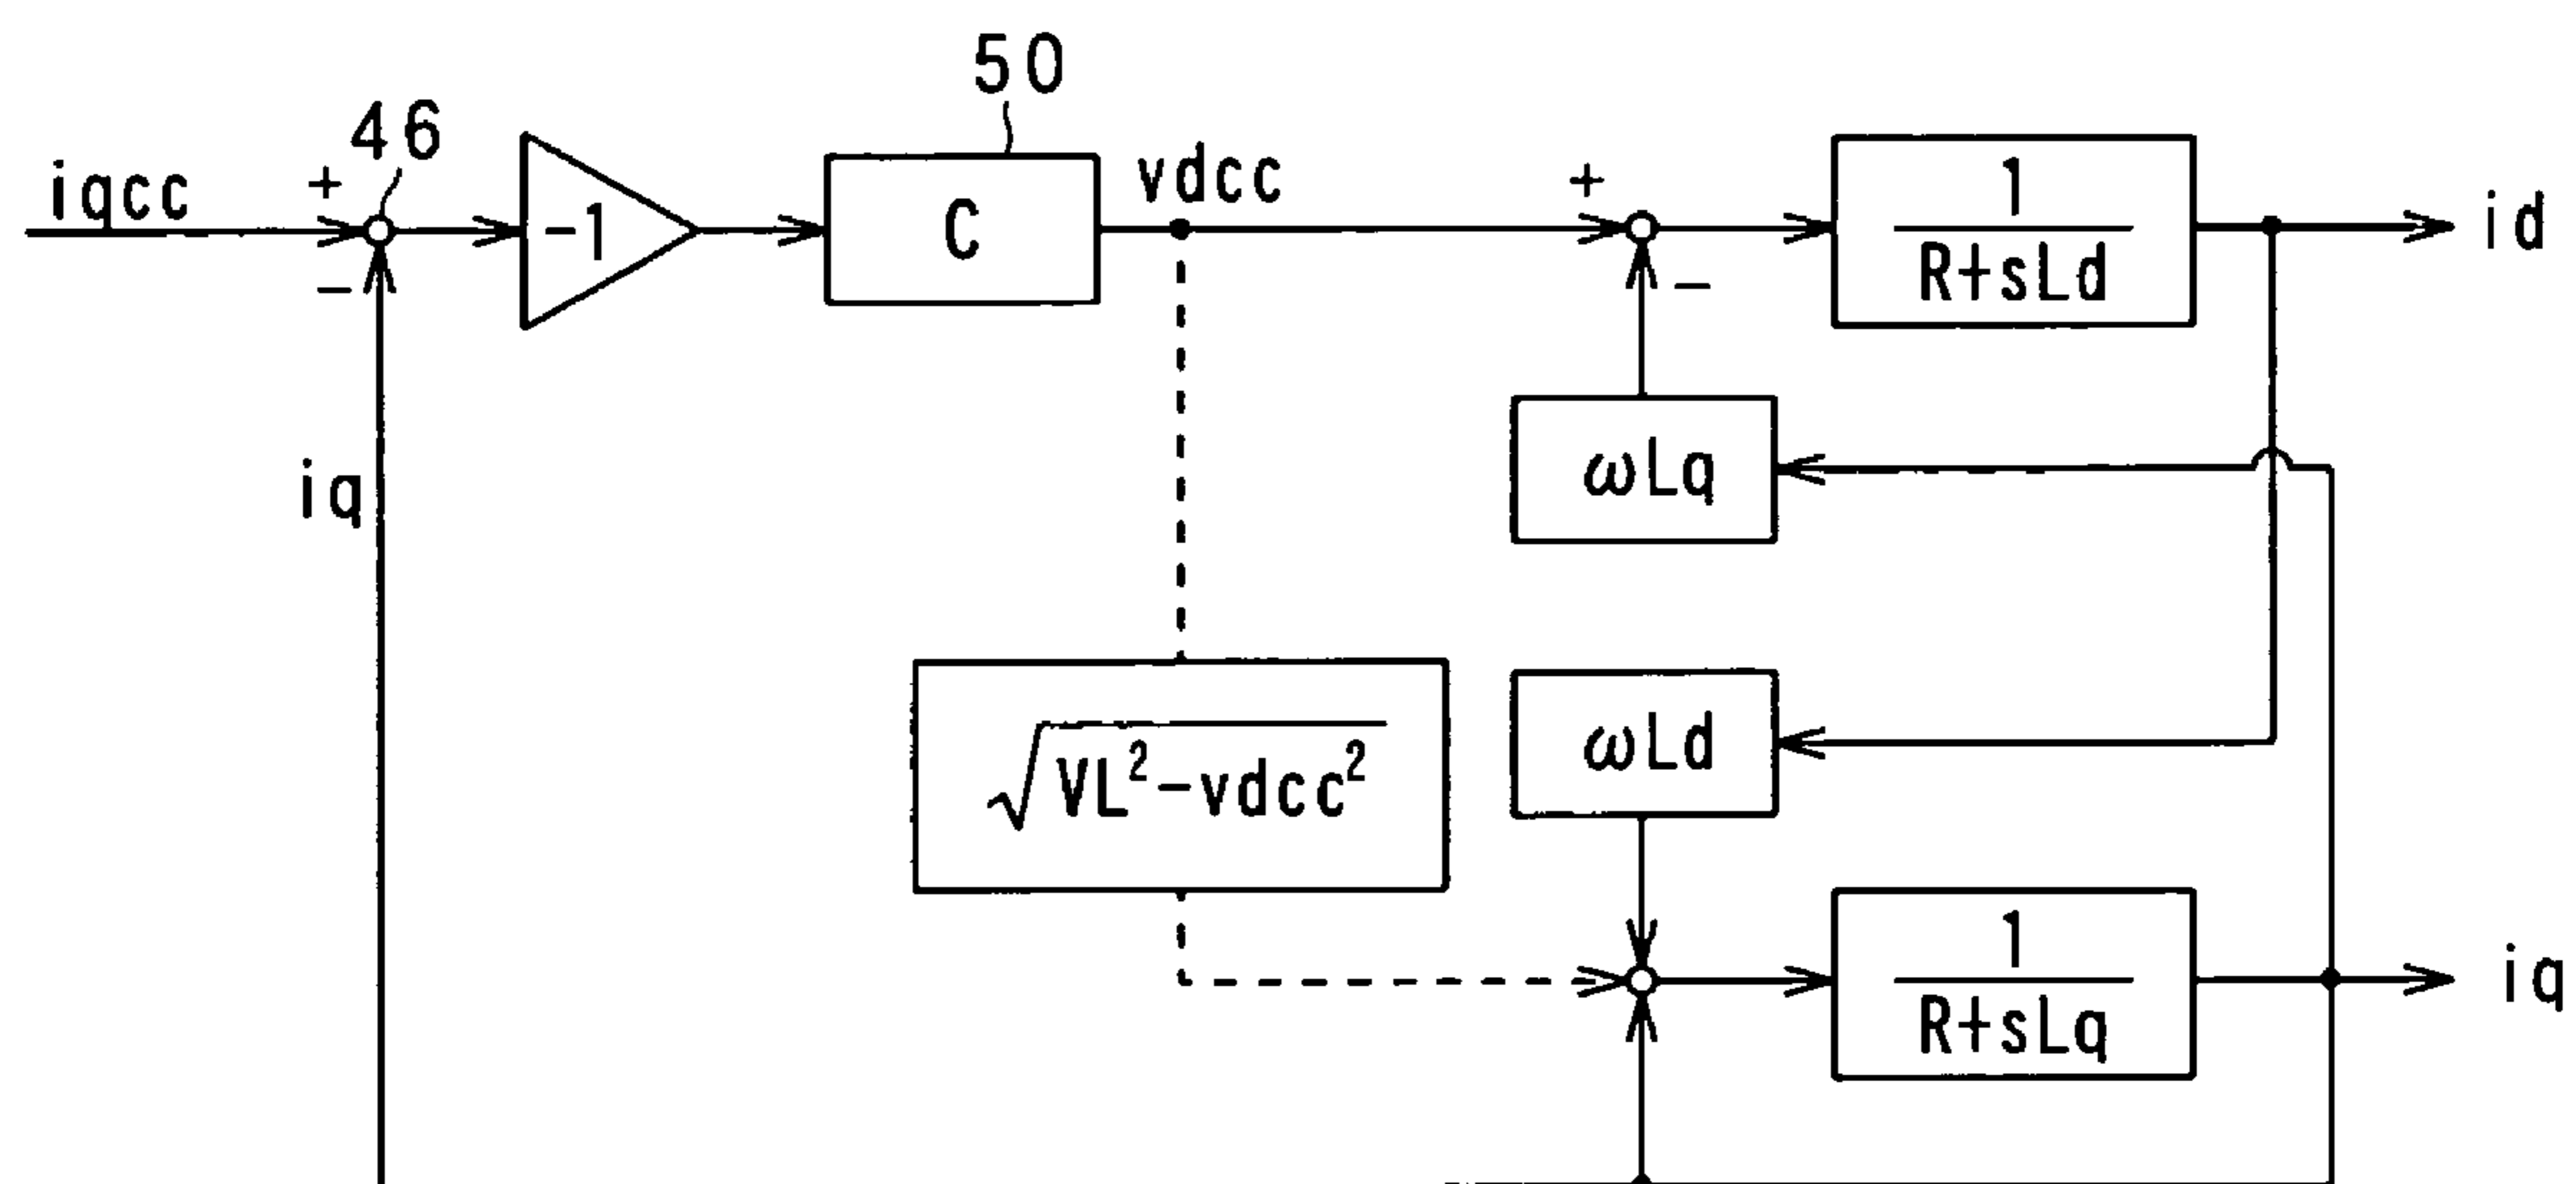 50
46
iqcc
+
−
-1
C
vdcc
+
−
1
R+sLd
id
iq
ωLq
√VL²-vdcc²
ωLd
1
R+sLq
iq